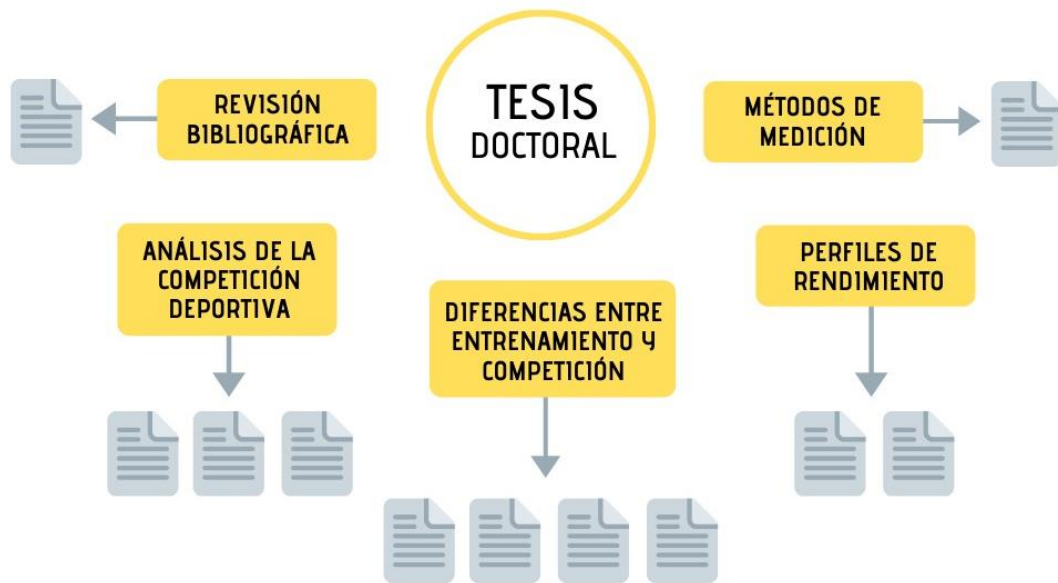 TESIS
DOCTORAL
REVISIÓN
BIBLIOGRÁFICA
MÉTODOS DE
MEDICIÓN
ANÁLISIS DE LA
COMPETICIÓN
DEPORTIVA
DIFERENCIAS ENTRE
ENTRENAMIENTO Y
COMPETICIÓN
PERFILES DE
RENDIMIENTO